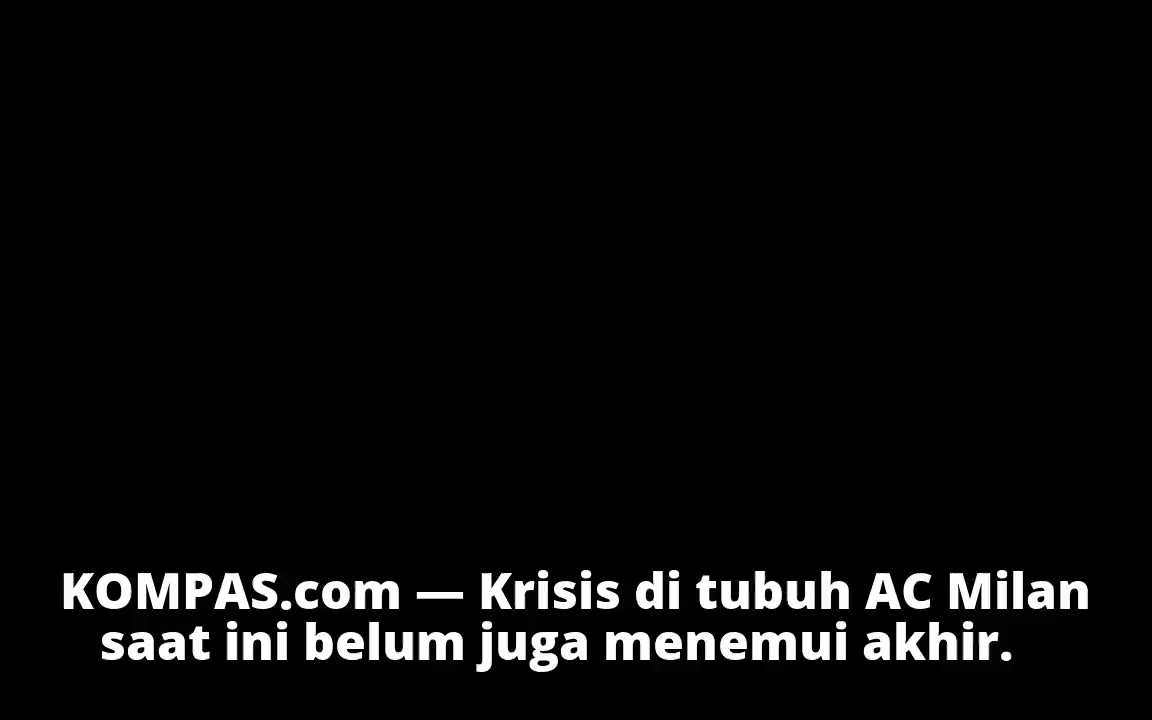 KOMPAS.com — Krisis di tubuh AC Milan
saat ini belum juga menemui akhir.